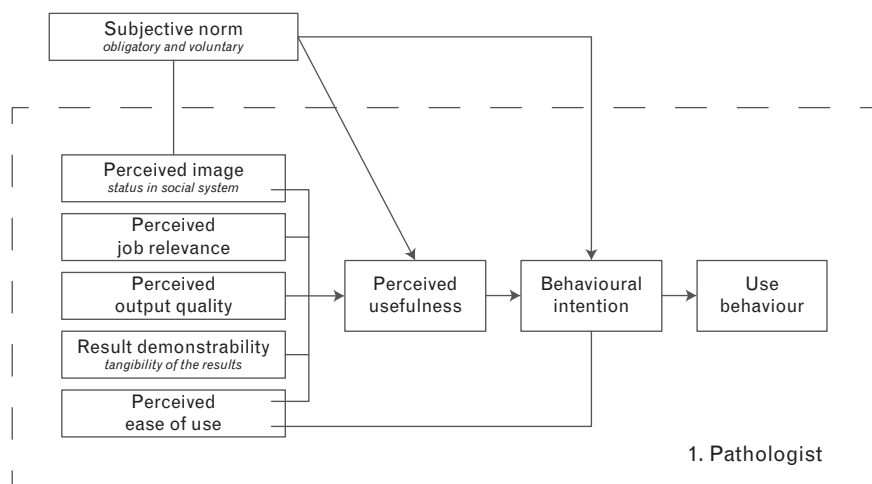 Subjective norm
obligatory and voluntary
Perceived image
status in social system
Perceived
job relevance
Perceived
output quality
Result demonstrability
tangibility of the results
Perceived
ease of use
Perceived
usefulness
Behavioural
intention
Use
behaviour
1. Pathologist